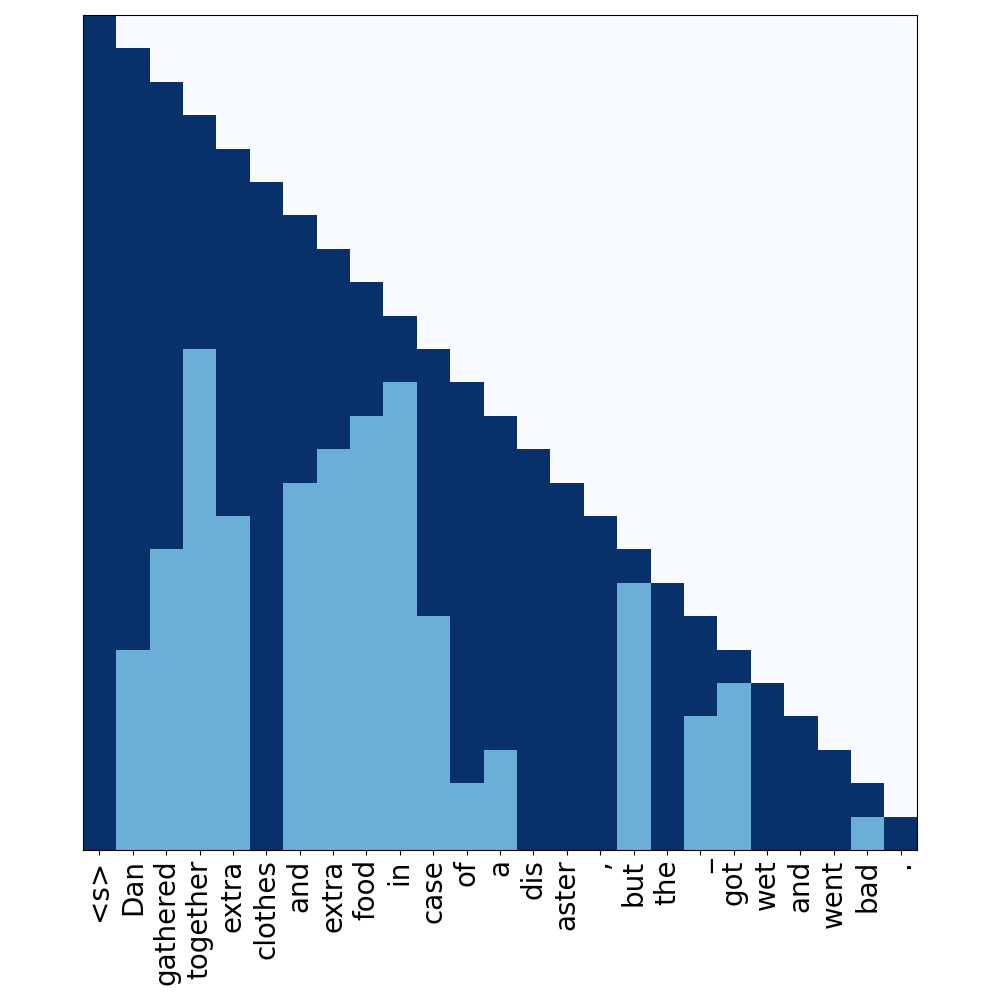 <s> Dan gathered together extra clothes and extra food in case of a dis aster , but the _ got wet and went bad .